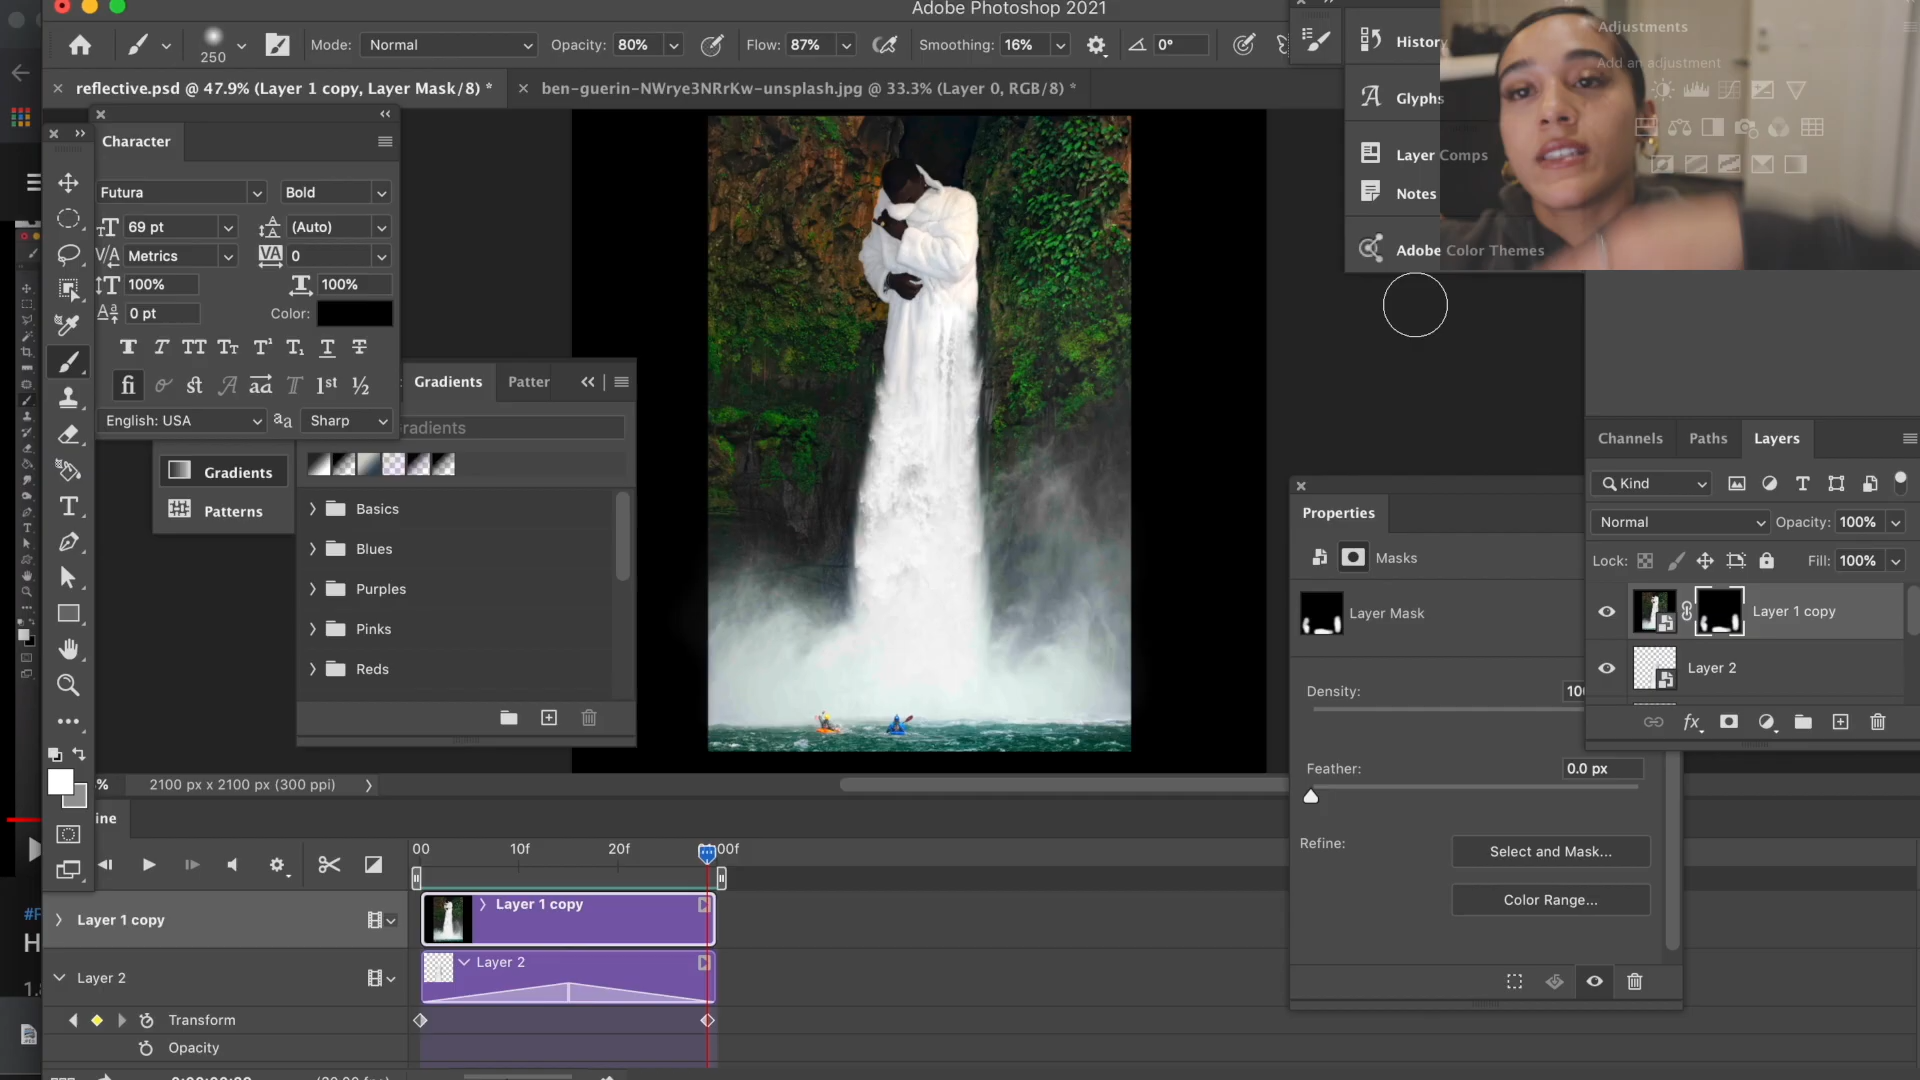 Adobe Photoshop 2021
250
Mode: Normal
Opacity: 80%
Flow: 87%
Smoothing: 16%
0°
reflective.psd @ 47.9% (Layer 1 copy, Layer Mask/8) *
ben-guerin-NWrye3NRrKw-unsplash.jpg @ 33.3% (Layer 0, RGB/8) *
History
Glyphs
Layer Comps
Notes
Adobe Color Themes
Adjustments
Add an adjustment
Character
Futura
Bold
69 pt
(Auto)
Metrics
0
100%
100%
0 pt
Color:
English: USA
aa
Sharp
Gradients
Patter
Gradients
Patterns
radients
Basics
Blues
Purples
Pinks
Reds
%
2100 px x 2100 px (300 ppi)
Properties
Masks
Layer Mask
Density:
10
Feather:
0.0 px
Refine:
Select and Mask...
Color Range...
Channels
Paths
Layers
Kind
Normal
Opacity: 100%
Lock:
Fill: 100%
Layer 1 copy
Layer 2
fx
ine
00
10f
20f
00f
Layer 1 copy
Layer 1 copy
Layer 2
Layer 2
Transform
Opacity
#F
H